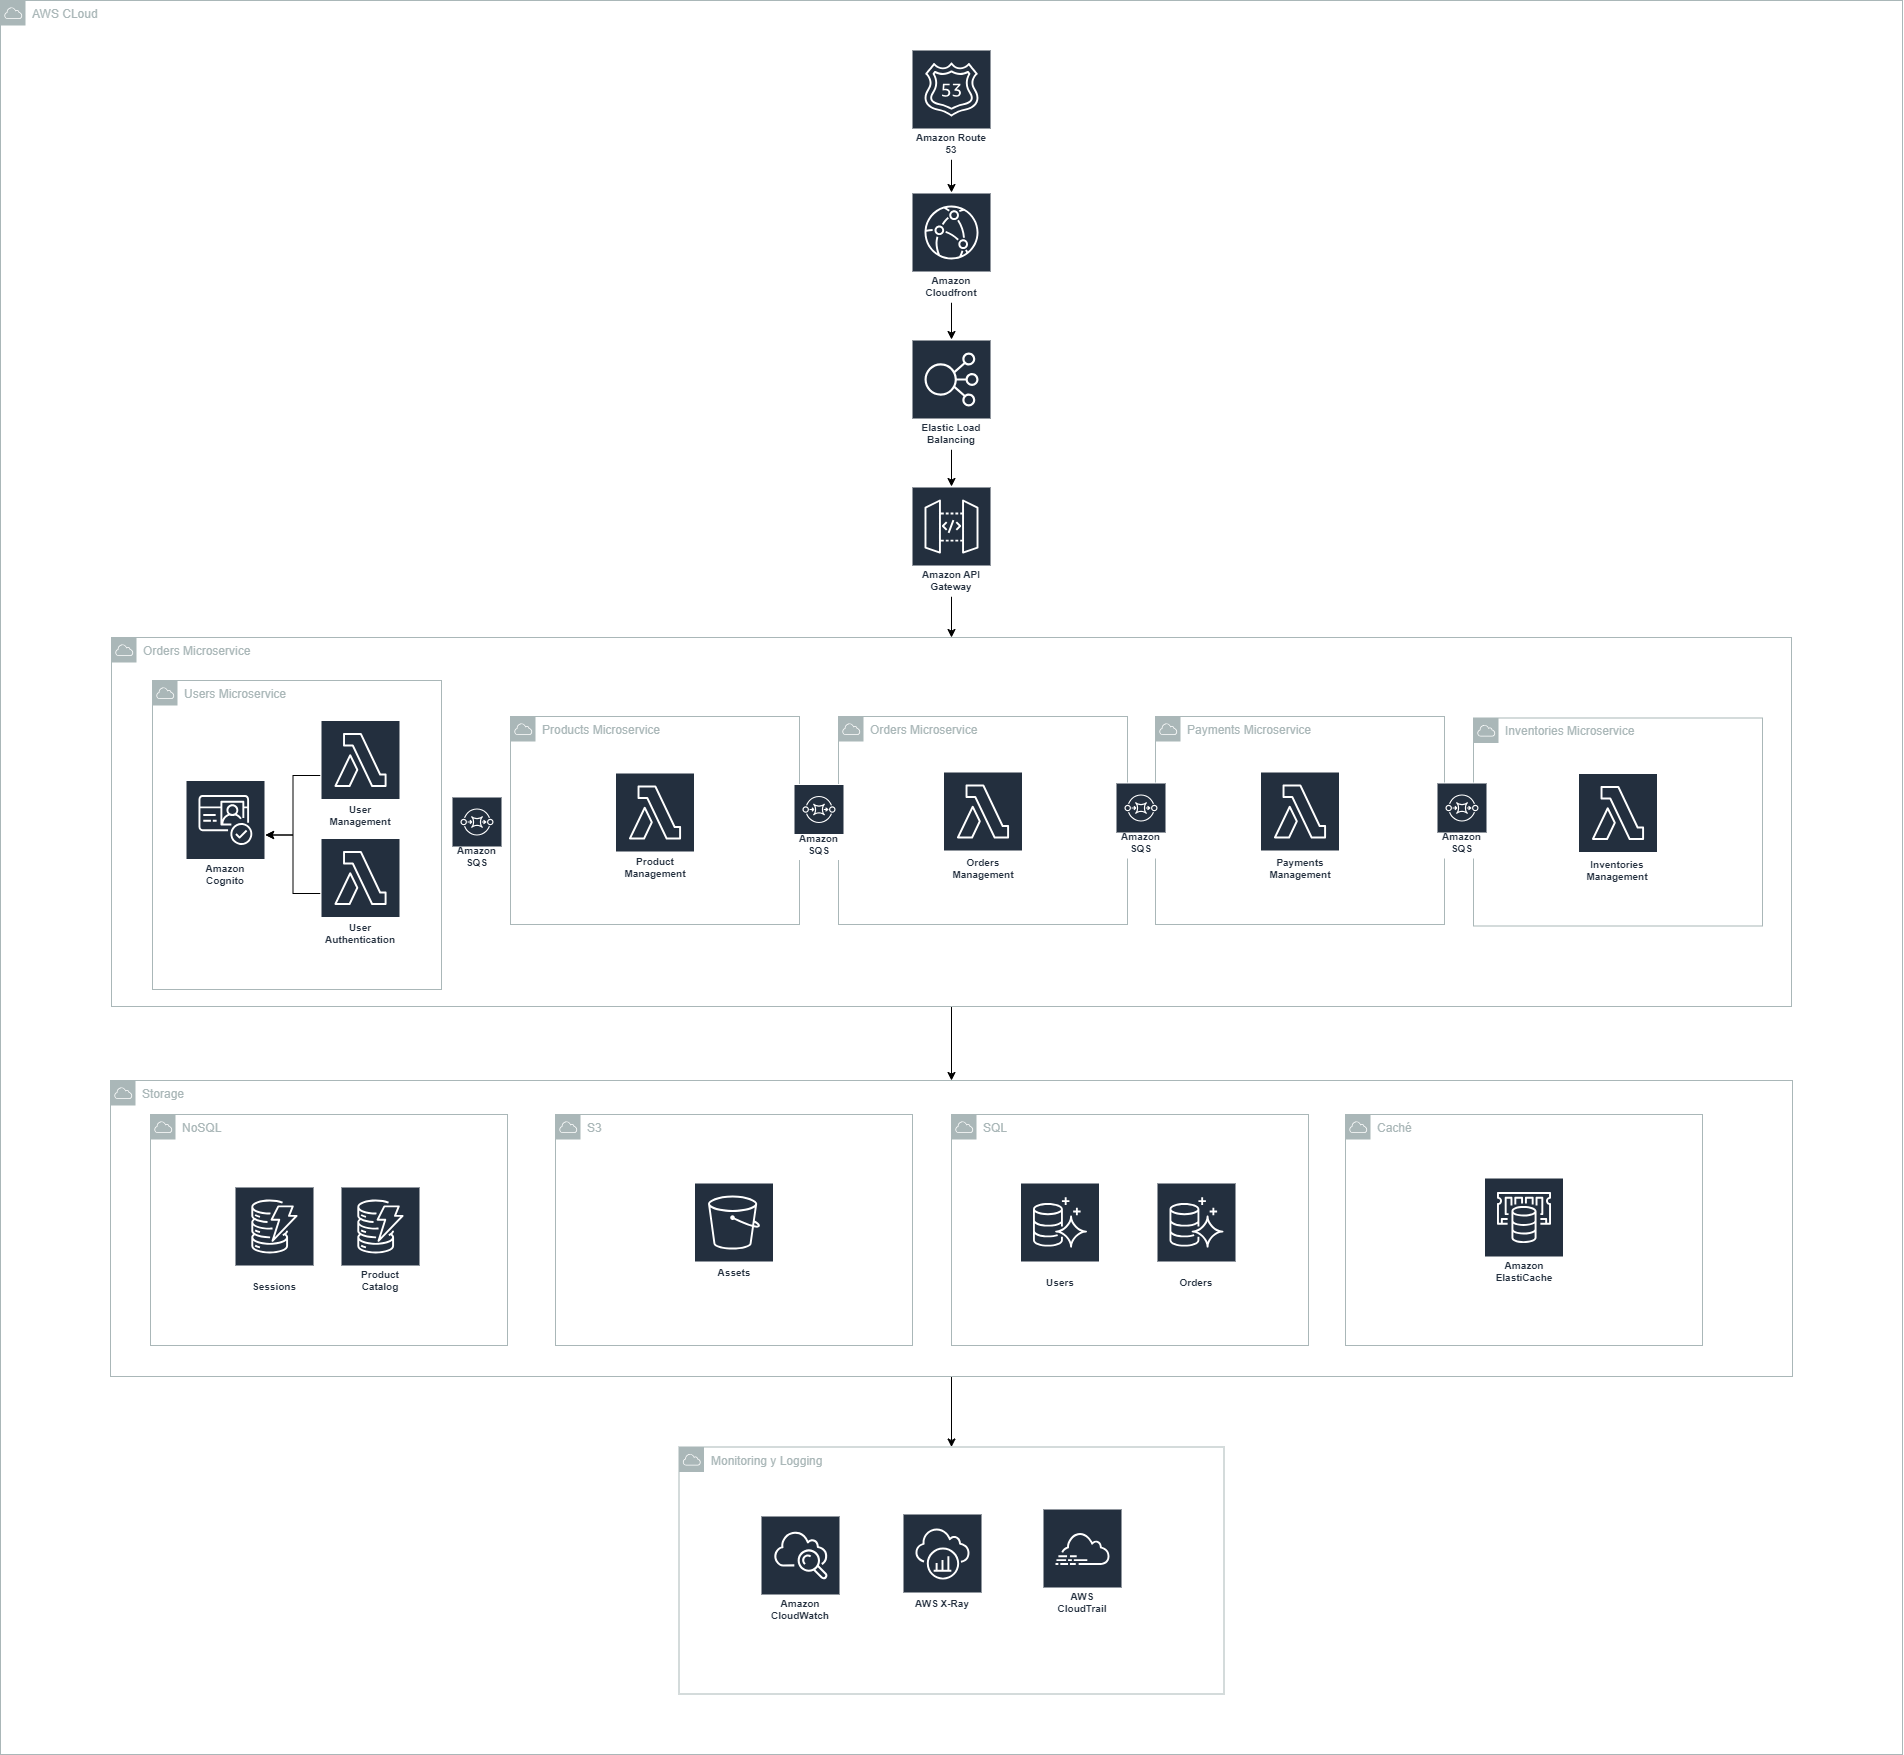 AWS CLoud
53
Amazon Route
53
Amazon
Cloudfront
Elastic Load
Balancing
</>
Amazon API
Gateway
Orders Microservice
Users Microservice
User
Management
Amazon
Cognito
User
Authentication
Amazon
SQS
Products Microservice
Product
Management
Amazon
SQS
Orders Microservice
Orders
Management
Amazon
SQS
Payments Microservice
Payments
Management
Amazon
SQS
Inventories Microservice
Inventories
Management
Storage
NoSQL
Sessions
Product
Catalog
S3
Assets
SQL
Users
Orders
Caché
Amazon
ElastiCache
Monitoring y Logging
Amazon
CloudWatch
AWS X-Ray
AWS
CloudTrail